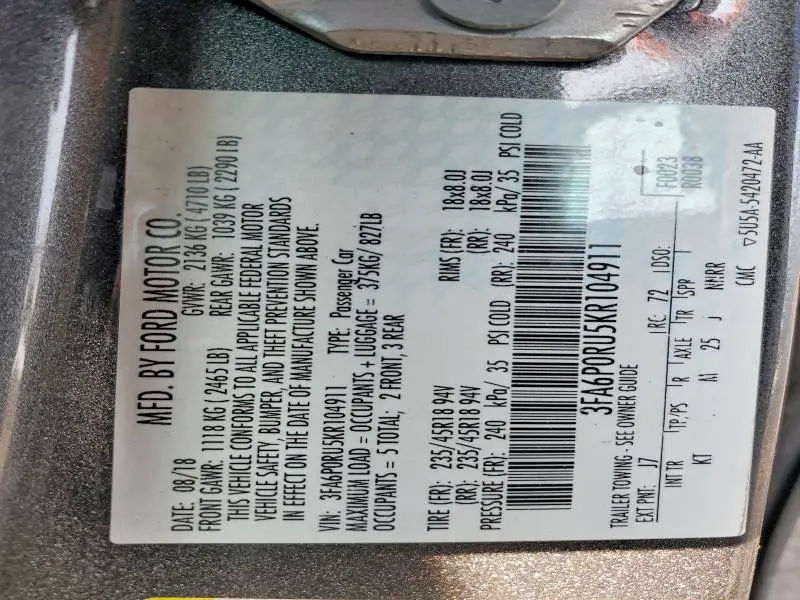 MFD. BY FORD MOTOR CO.
DATE: 08/18 GVWR: 2136 KG ( 4710 LB)
FRONT GAWR: 1118 KG ( 2465 LB) REAR GAWR: 1039 KG ( 2290 LB)
THIS VEHICLE CONFORMS TO ALL APPLICABLE FEDERAL MOTOR
VEHICLE SAFETY, BUMPER, AND THEFT PREVENTION STANDARDS
IN EFFECT ON THE DATE OF MANUFACTURE SHOWN ABOVE.
VIN: 3FA6P0RU5KR104911 TYPE: Passenger Car
MAXIMUM LOAD = OCCUPANTS + LUGGAGE = 375KG/ 827LB
OCCUPANTS = 5 TOTAL; 2 FRONT, 3 REAR
TIRE (FR): 235/45R18 94V RIMS (FR): 18x8.0J
(RR): 235/45R18 94V (RR): 18x8.0J
PRESSURE (FR): 240 kPa/ 35 PSI COLD (RR): 240 kPa/ 35 PSI COLD
3FA6P0RU5KR104911
TRAILER TOWING - SEE OWNER GUIDE F0023
EXT PNT: J7 RC: 72 DSO: R0038
INT TR TP/PS R AXLE TR SPR
KT A1 25 J NMRR
CMC ▽5U5A-5420472-AA